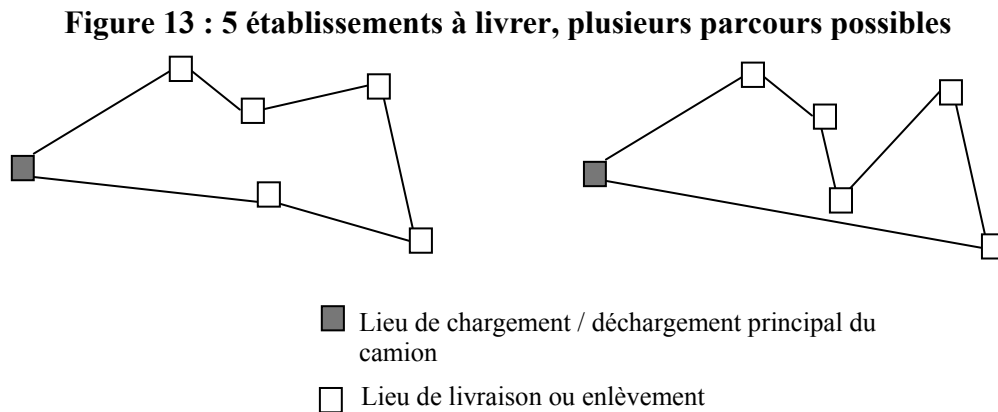 Figure 13 : 5 établissements à livrer, plusieurs parcours possibles
Lieu de chargement / déchargement principal du
camion
Lieu de livraison ou enlèvement